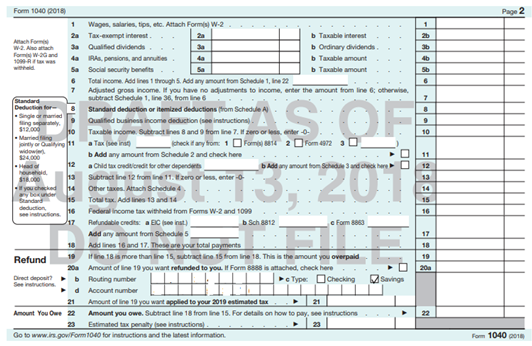 Form 1040 (2018) Page 2
1 Wages, salaries, tips, etc. Attach Form(s) W-2 1
Attach Form(s) W-2. Also attach Form(s) W-2G and 1099-R if tax was withheld.
2a Tax-exempt interest 2a b Taxable interest 2b
3a Qualified dividends 3a b Ordinary dividends 3b
4a IRAs, pensions, and annuities 4a b Taxable amount 4b
5a Social security benefits 5a b Taxable amount 5b
6 Total income. Add lines 1 through 5. Add any amount from Schedule 1, line 22 6
7 Adjusted gross income. If you have no adjustments to income, enter the amount from line 6; otherwise,
subtract Schedule 1, line 36, from line 6 7
Standard Deduction for—
• Single or married filing separately, $12,000
• Married filing jointly or Qualifying widow(er), $24,000
• Head of household, $18,000
• If you checked any box under Standard deduction, see instructions.
8 Standard deduction or itemized deductions (from Schedule A) 8
9 Qualified business income deduction (see instructions) 9
10 Taxable income. Subtract lines 8 and 9 from line 7. If zero or less, enter -0- 10
11 a Tax (see inst) (check if any from: 1 Form(s) 8814 2 Form 4972 3 )
b Add any amount from Schedule 2 and check here 11
12 a Child tax credit/credit for other dependents b Add any amount from Schedule 3 and check here 12
13 Subtract line 12 from line 11. If zero or less, enter -0- 13
14 Other taxes. Attach Schedule 4 14
15 Total tax. Add lines 13 and 14 15
16 Federal income tax withheld from Forms W-2 and 1099 16
17 Refundable credits: a EIC (see inst.) b Sch 8812 c Form 8863
Add any amount from Schedule 5 17
18 Add lines 16 and 17. These are your total payments 18
Refund
19 If line 18 is more than line 15, subtract line 15 from line 18. This is the amount you overpaid 19
20a Amount of line 19 you want refunded to you. If Form 8888 is attached, check here 20a
Direct deposit? See instructions.
b Routing number c Type: Checking Savings
d Account number
21 Amount of line 19 you want applied to your 2019 estimated tax 21
Amount You Owe 22 Amount you owe. Subtract line 18 from line 15. For details on how to pay, see instructions 22
23 Estimated tax penalty (see instructions) 23
Go to www.irs.gov/Form1040 for instructions and the latest information. Form 1040 (2018)
AS OF
August 13, 2018
DO NOT FILE